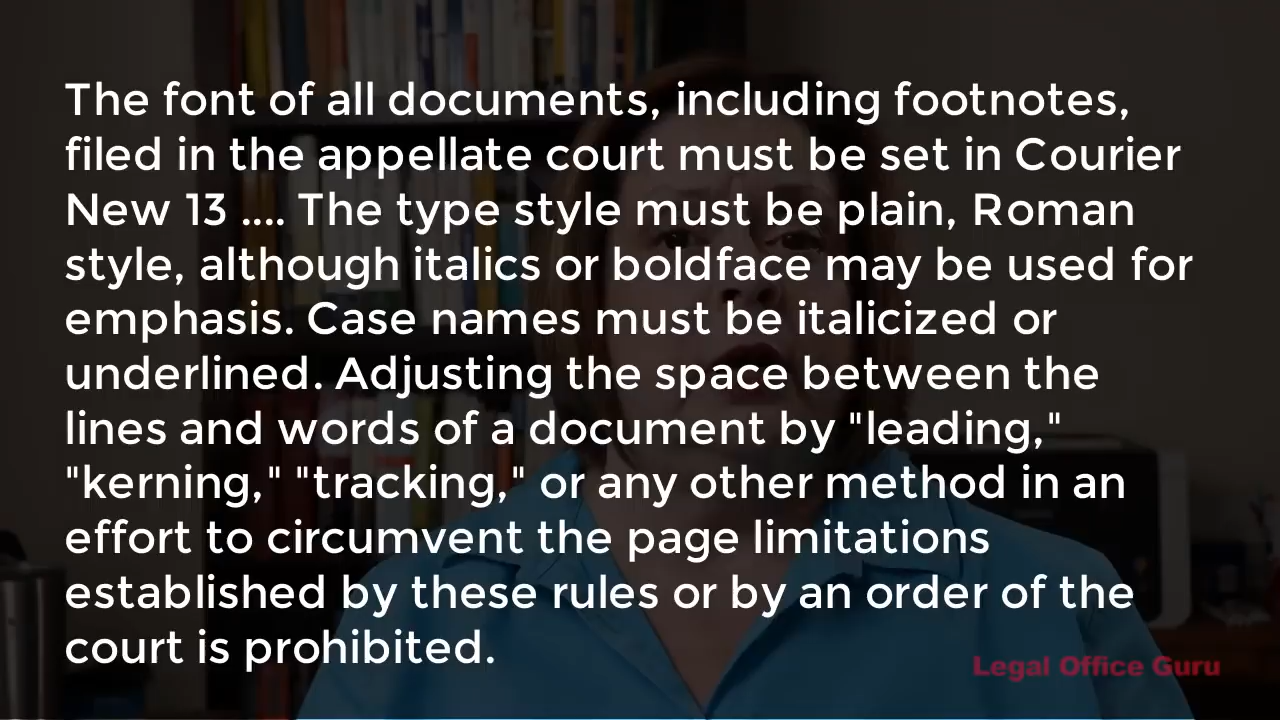 The font of all documents, including footnotes,
filed in the appellate court must be set in Courier
New 13 .... The type style must be plain, Roman
style, although italics or boldface may be used for
emphasis. Case names must be italicized or
underlined. Adjusting the space between the
lines and words of a document by "leading,"
"kerning," "tracking," or any other method in an
effort to circumvent the page limitations
established by these rules or by an order of the
court is prohibited.
Legal Office Guru